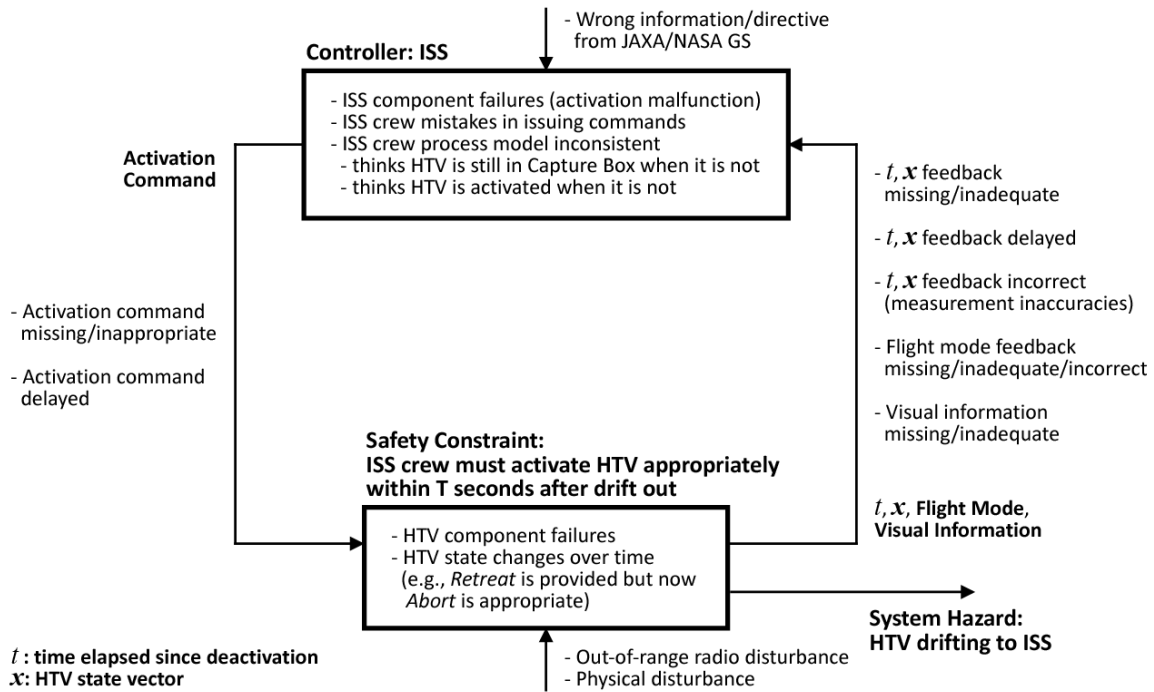 - Wrong information/directive
from JAXA/NASA GS
Controller: ISS
- ISS component failures (activation malfunction)
- ISS crew mistakes in issuing commands
- ISS crew process model inconsistent
- thinks HTV is still in Capture Box when it is not
- thinks HTV is activated when it is not
Activation
Command
- t, x feedback
missing/inadequate
- t, x feedback delayed
- t, x feedback incorrect
(measurement inaccuracies)
- Flight mode feedback
missing/inadequate/incorrect
- Visual information
missing/inadequate
- Activation command
missing/inappropriate
- Activation command
delayed
Safety Constraint:
ISS crew must activate HTV appropriately
within T seconds after drift out
- HTV component failures
- HTV state changes over time
(e.g., Retreat is provided but now
Abort is appropriate)
t, x, Flight Mode,
Visual Information
System Hazard:
HTV drifting to ISS
- Out-of-range radio disturbance
- Physical disturbance
t : time elapsed since deactivation
x: HTV state vector